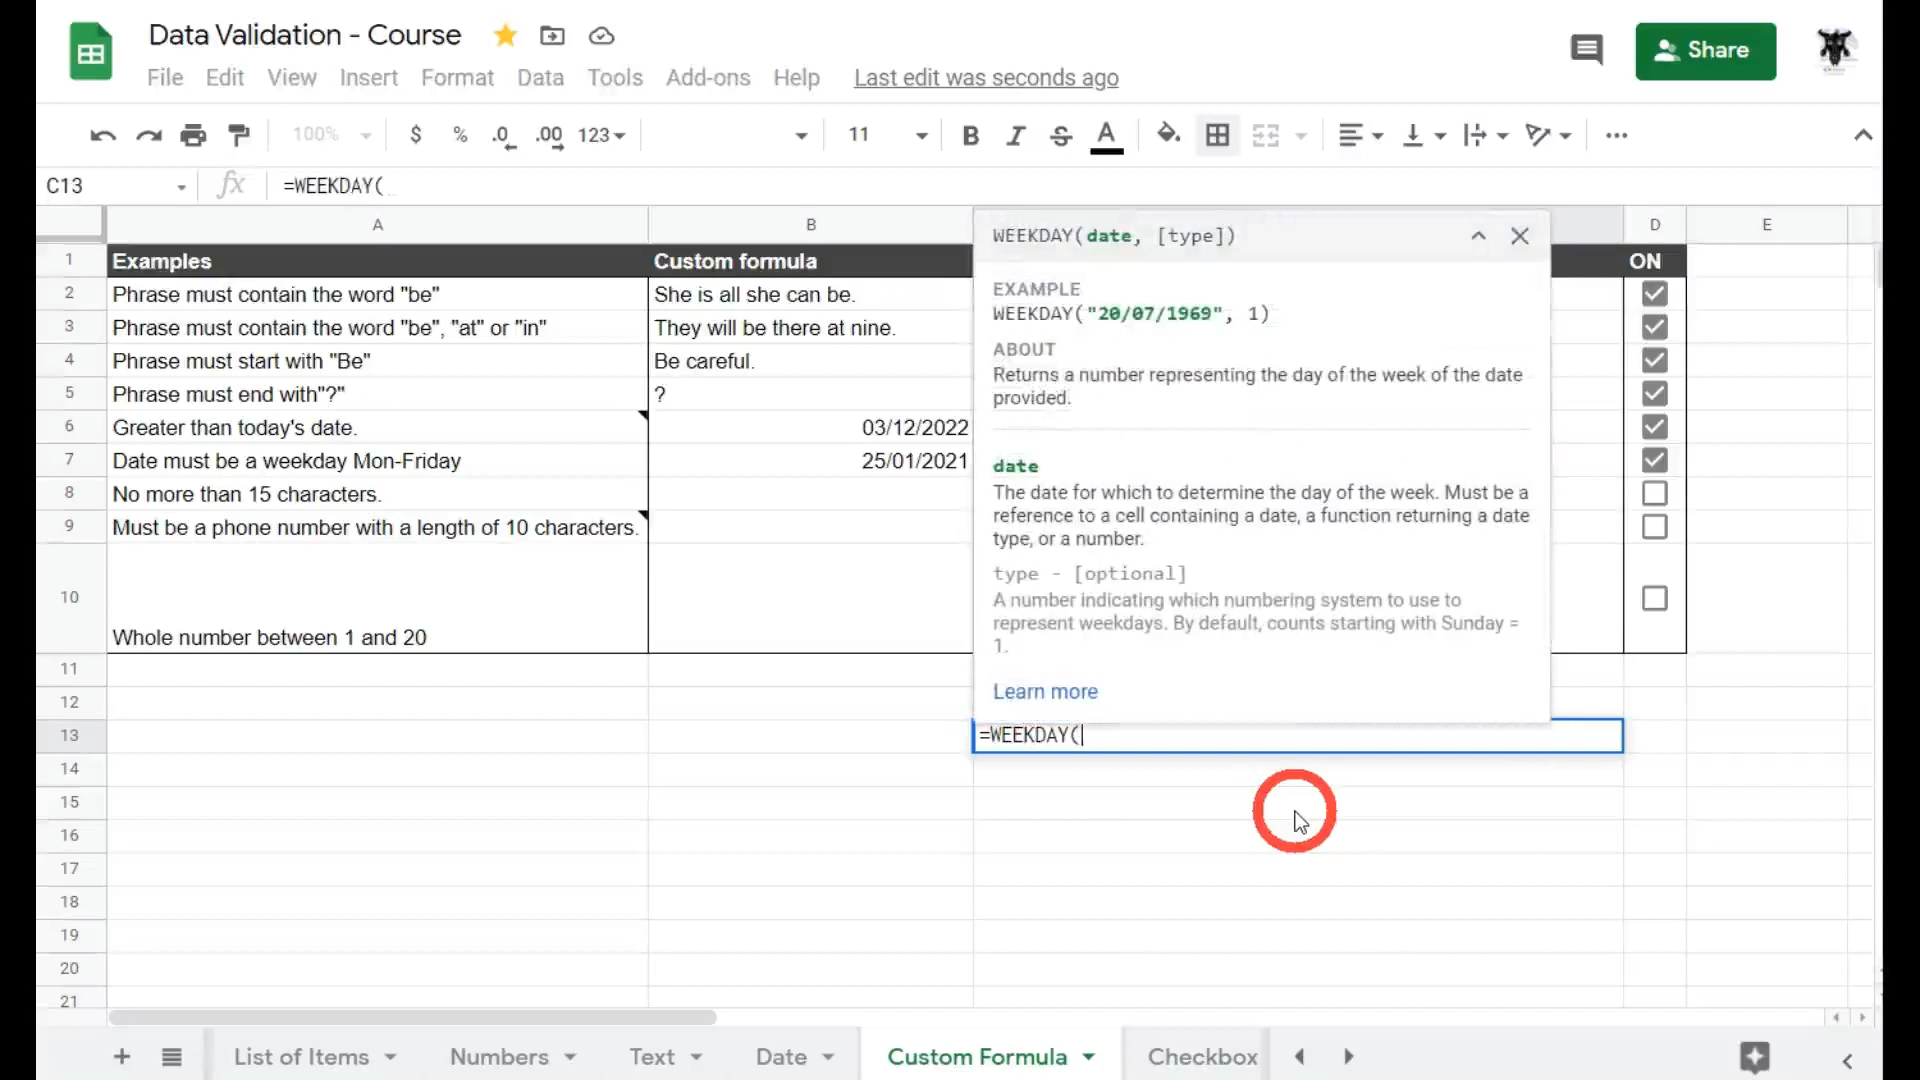 Data Validation - Course
File Edit View Insert Format Data Tools Add-ons Help Last edit was seconds ago
Share
100% $ % .0 .00 123 11 B I S A
C13 fx =WEEKDAY(
A B D E
1 Examples Custom formula ON
2 Phrase must contain the word "be" She is all she can be.
3 Phrase must contain the word "be", "at" or "in" They will be there at nine.
4 Phrase must start with "Be" Be careful.
5 Phrase must end with"?" ?
6 Greater than today's date. 03/12/2022
7 Date must be a weekday Mon-Friday 25/01/2021
8 No more than 15 characters.
9 Must be a phone number with a length of 10 characters.
10 Whole number between 1 and 20
11
12
13 =WEEKDAY(
14
15
16
17
18
19
20
21
WEEKDAY(date, [type])
EXAMPLE
WEEKDAY("20/07/1969", 1)
ABOUT
Returns a number representing the day of the week of the date
provided.
date
The date for which to determine the day of the week. Must be a
reference to a cell containing a date, a function returning a date
type, or a number.
type - [optional]
A number indicating which numbering system to use to
represent weekdays. By default, counts starting with Sunday =
1.
Learn more
List of Items Numbers Text Date Custom Formula Checkbox